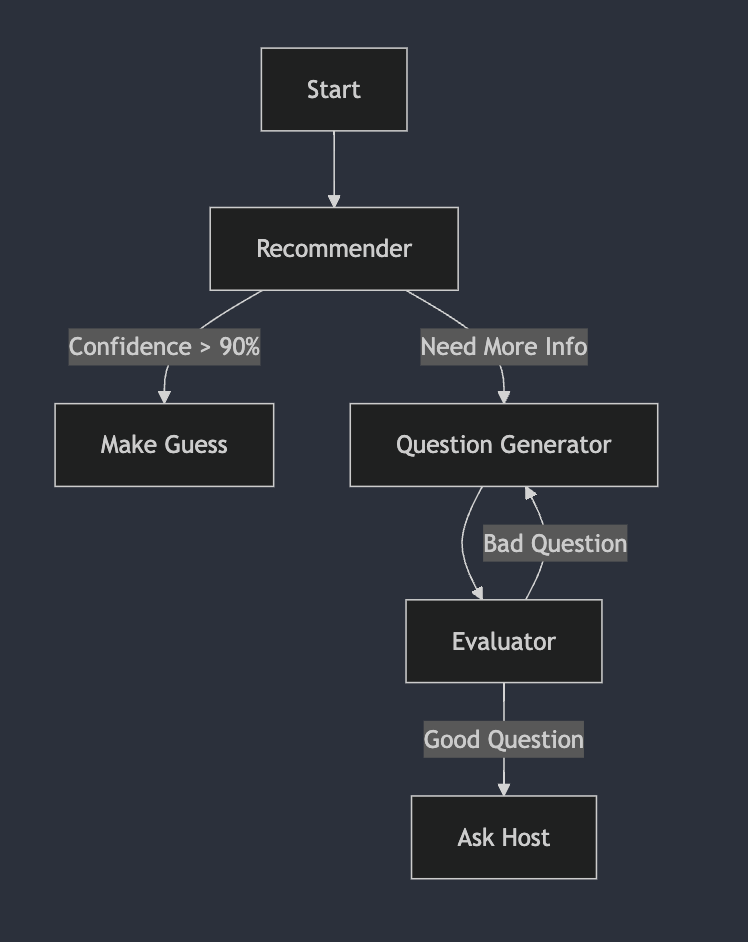 Start
Recommender
Confidence > 90%
Need More Info
Make Guess
Question Generator
Bad Question
Evaluator
Good Question
Ask Host